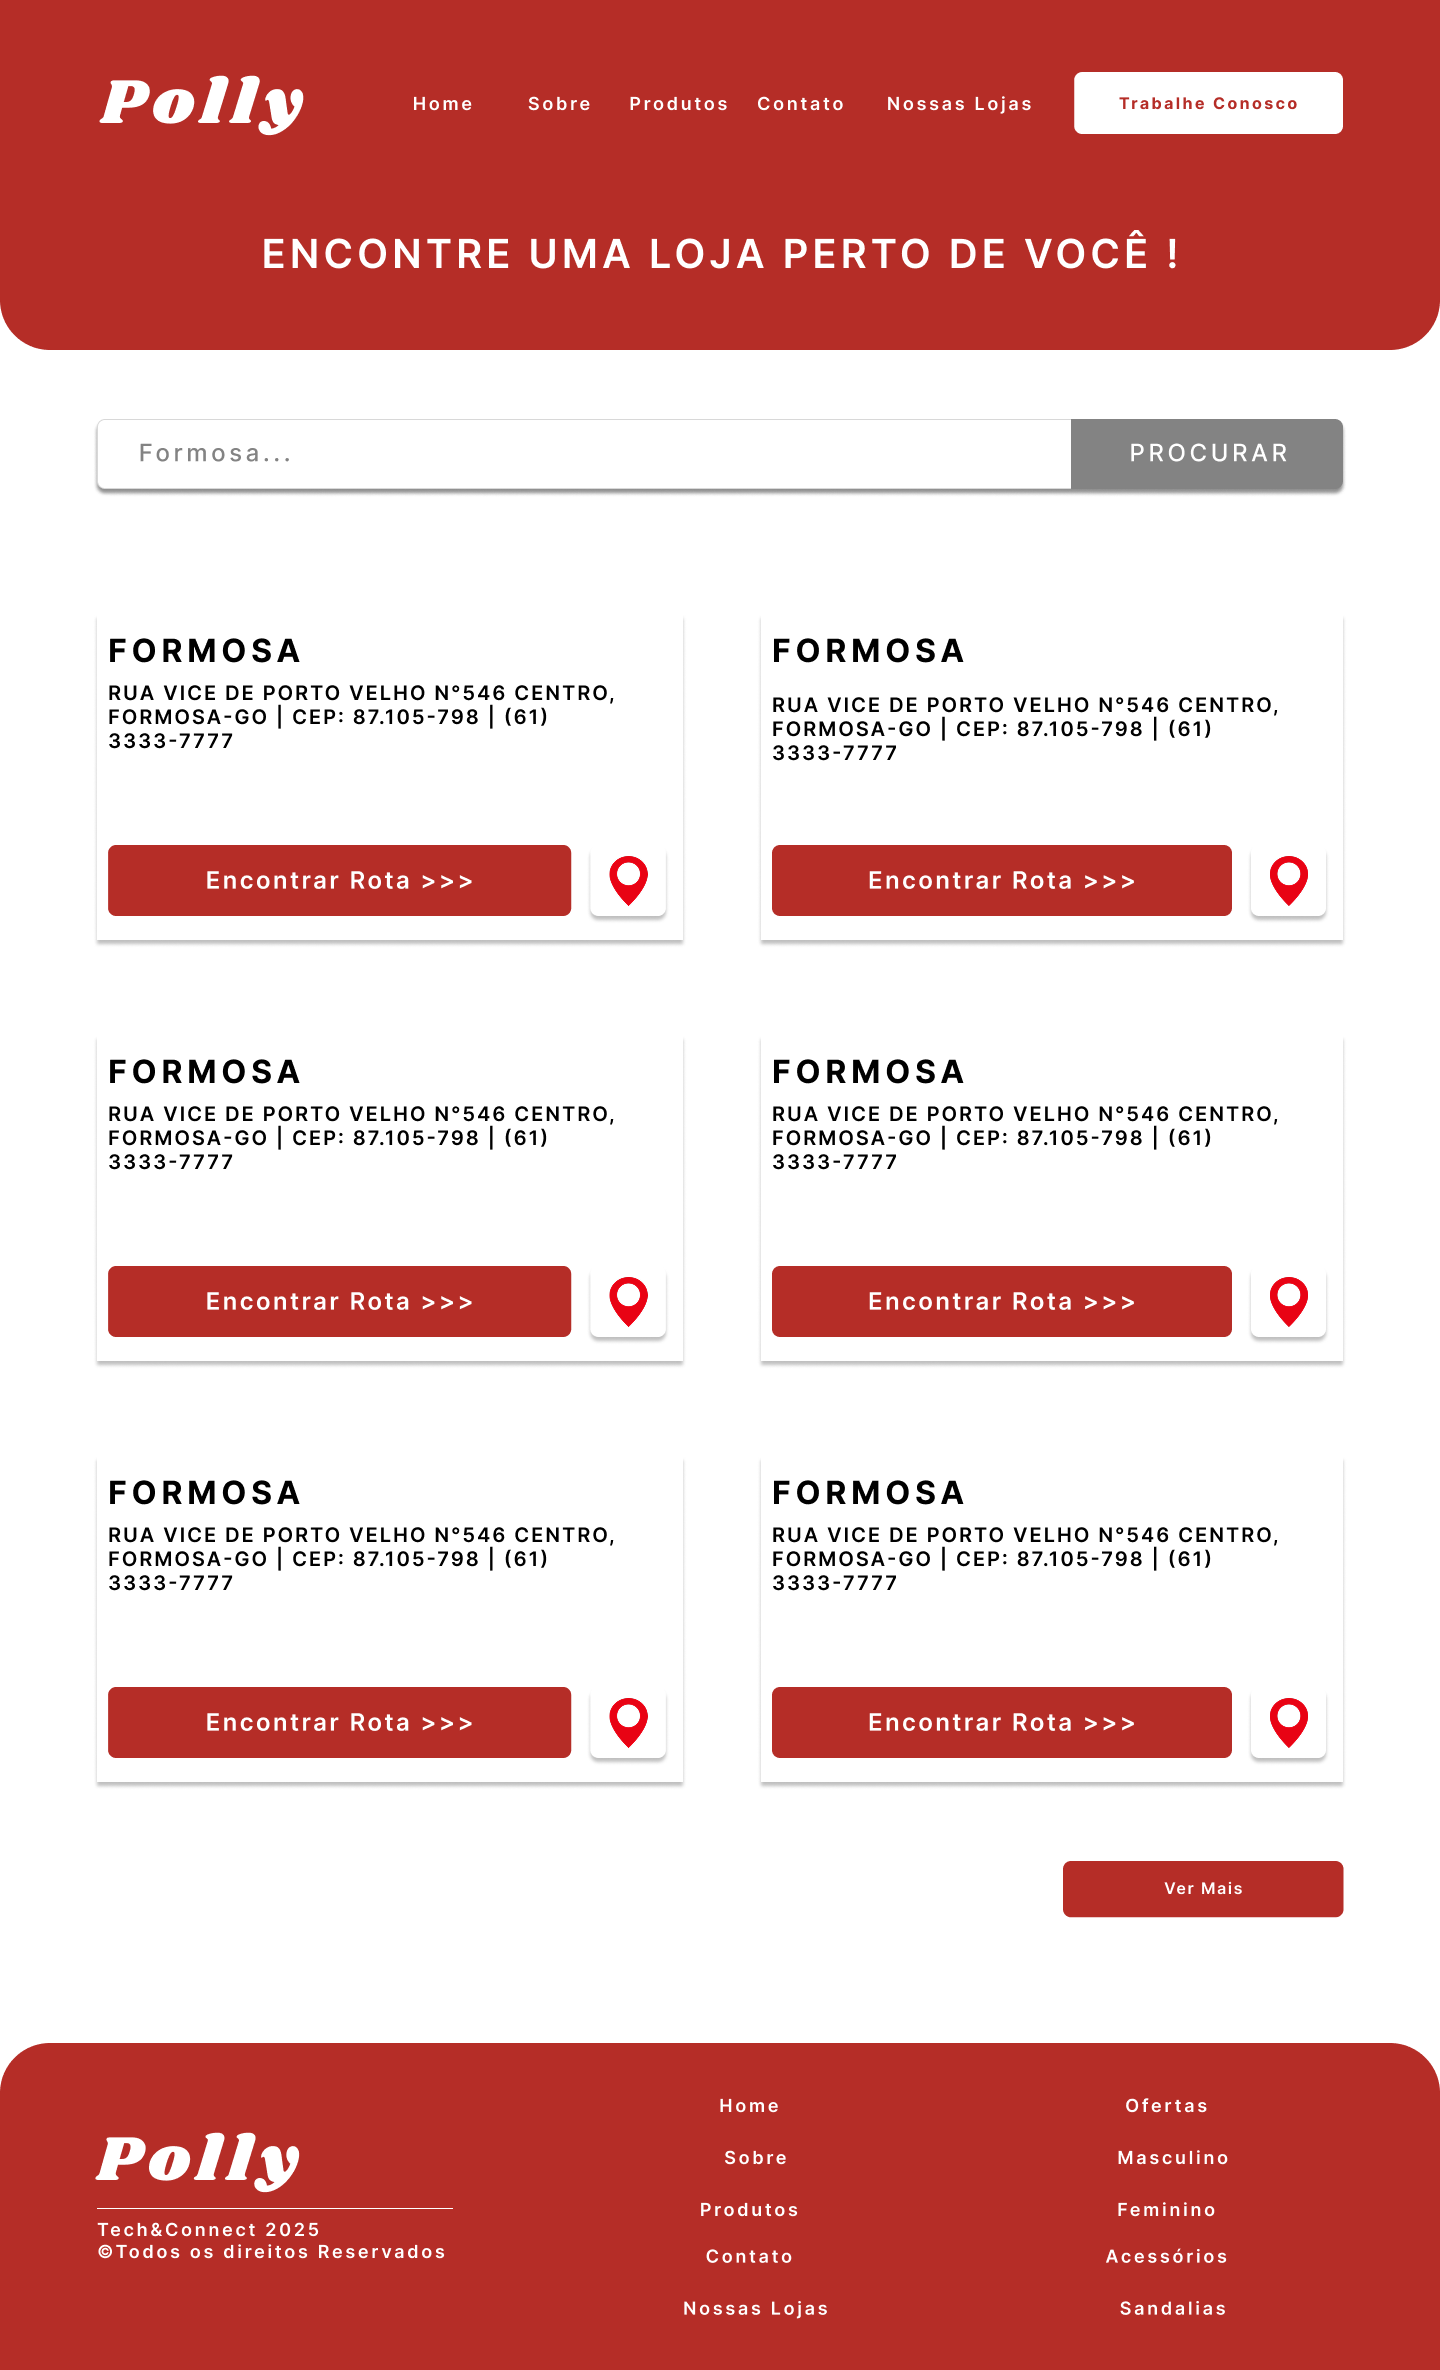 Polly
Home Sobre Produtos Contato Nossas Lojas Trabalhe Conosco
ENCONTRE UMA LOJA PERTO DE VOCÊ !
Formosa... PROCURAR
FORMOSA
RUA VICE DE PORTO VELHO N°546 CENTRO,
FORMOSA-GO | CEP: 87.105-798 | (61)
3333-7777
Encontrar Rota >>>
FORMOSA
RUA VICE DE PORTO VELHO N°546 CENTRO,
FORMOSA-GO | CEP: 87.105-798 | (61)
3333-7777
Encontrar Rota >>>
FORMOSA
RUA VICE DE PORTO VELHO N°546 CENTRO,
FORMOSA-GO | CEP: 87.105-798 | (61)
3333-7777
Encontrar Rota >>>
FORMOSA
RUA VICE DE PORTO VELHO N°546 CENTRO,
FORMOSA-GO | CEP: 87.105-798 | (61)
3333-7777
Encontrar Rota >>>
FORMOSA
RUA VICE DE PORTO VELHO N°546 CENTRO,
FORMOSA-GO | CEP: 87.105-798 | (61)
3333-7777
Encontrar Rota >>>
FORMOSA
RUA VICE DE PORTO VELHO N°546 CENTRO,
FORMOSA-GO | CEP: 87.105-798 | (61)
3333-7777
Encontrar Rota >>>
Ver Mais
Polly
Tech&Connect 2025
©Todos os direitos Reservados
Home
Sobre
Produtos
Contato
Nossas Lojas
Ofertas
Masculino
Feminino
Acessórios
Sandalias